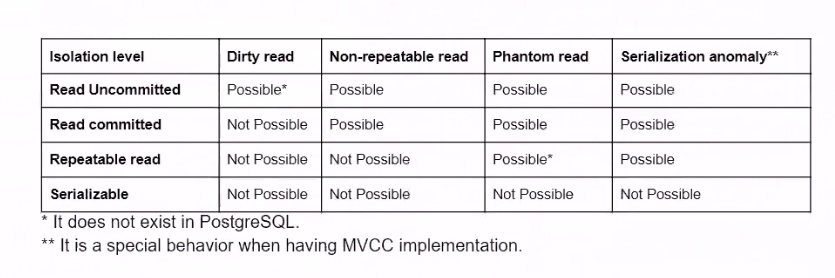 Isolation level Dirty read Non-repeatable read Phantom read Serialization anomaly**
Read Uncommitted Possible* Possible Possible Possible
Read committed Not Possible Possible Possible Possible
Repeatable read Not Possible Not Possible Possible* Possible
Serializable Not Possible Not Possible Not Possible Not Possible
* It does not exist in PostgreSQL.
** It is a special behavior when having MVCC implementation.